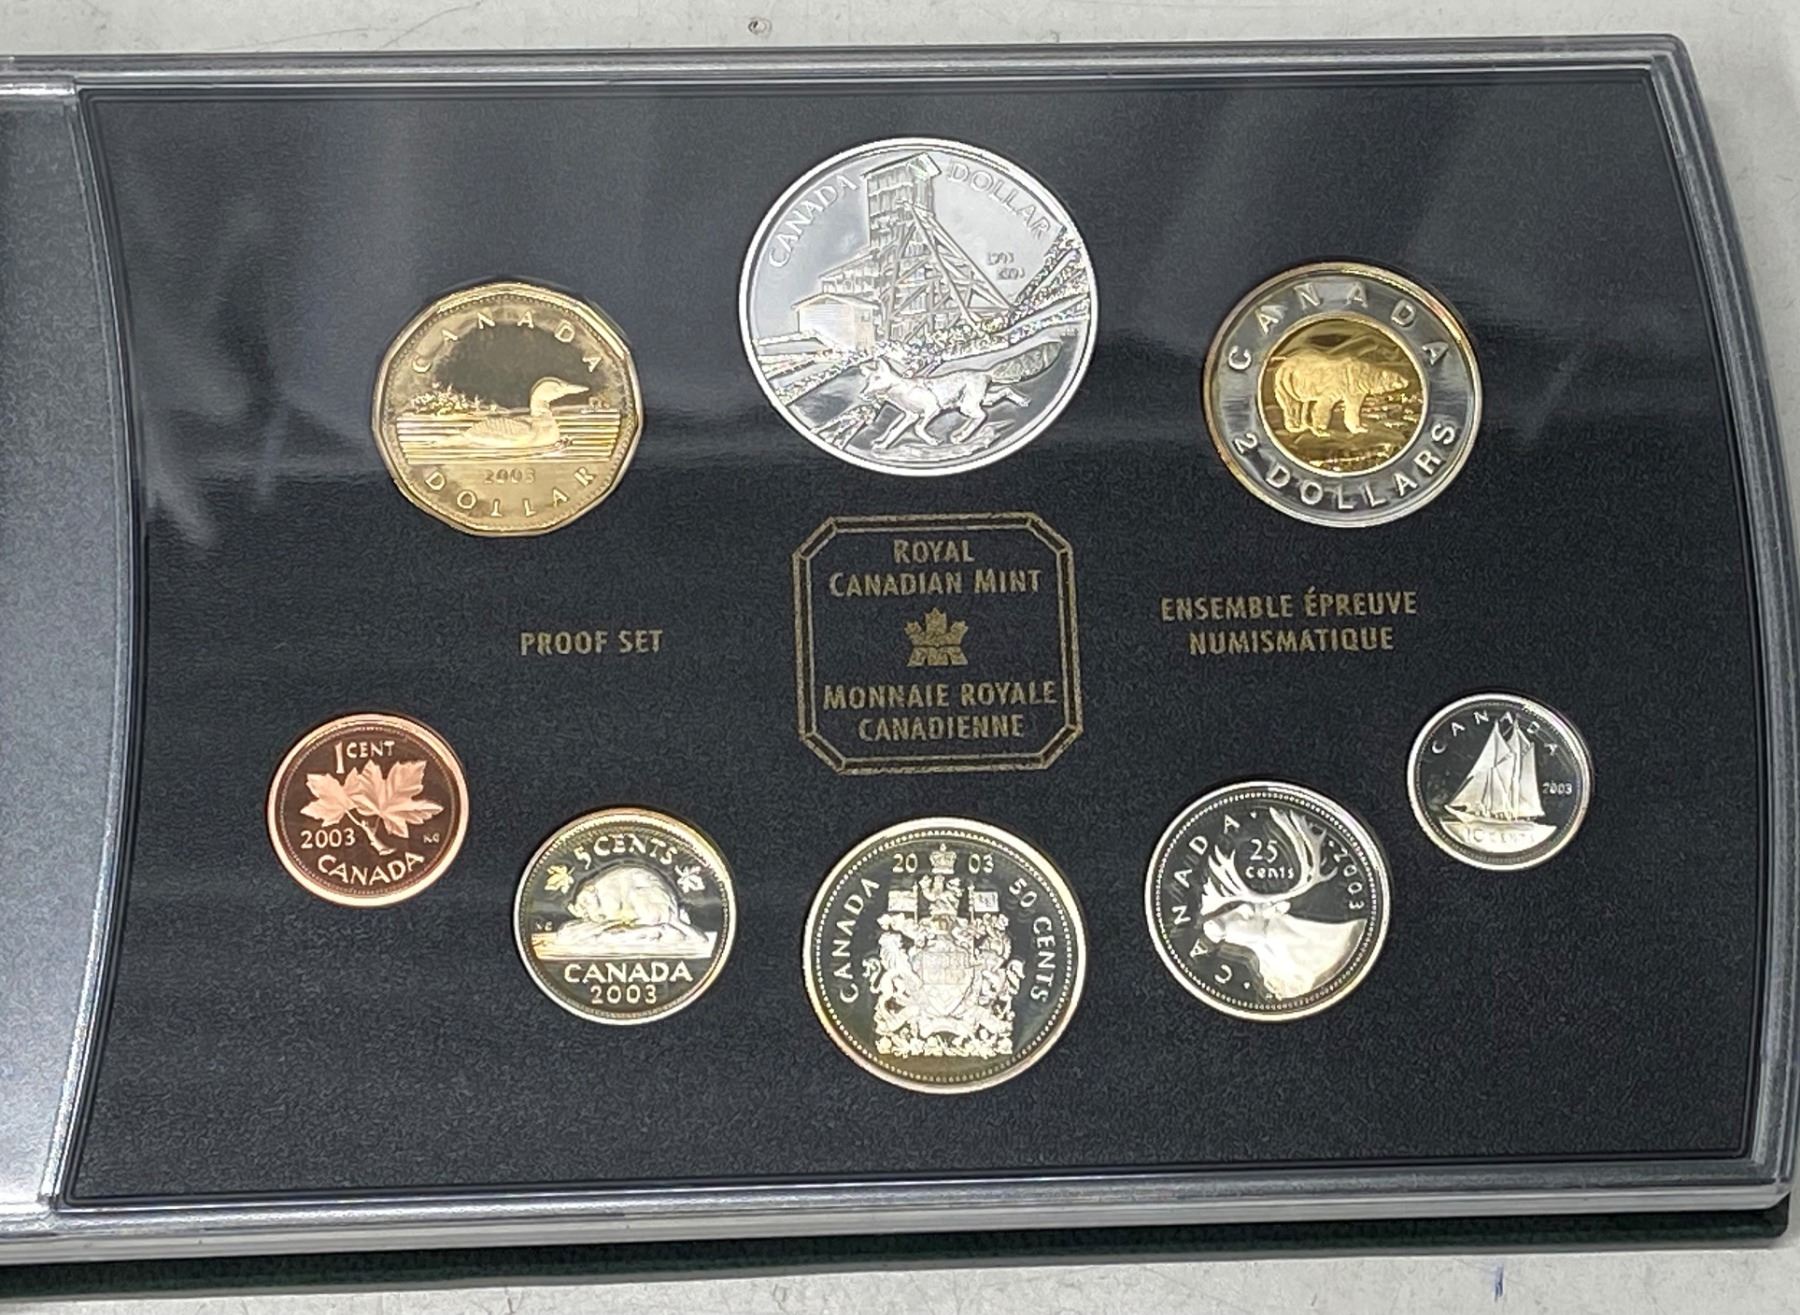 CANADA DOLLAR
1903
2003
CANADA
2003
DOLLAR
CANADA
2 DOLLARS
ROYAL
CANADIAN MINT
MONNAIE ROYALE
CANADIENNE
PROOF SET
ENSEMBLE ÉPREUVE
NUMISMATIQUE
1 CENT
2003
CANADA
5 CENTS
CANADA
2003
20 03
CANADA
50 CENTS
CANADA
25
Cents
2003
CANADA
2003
10 CENTS